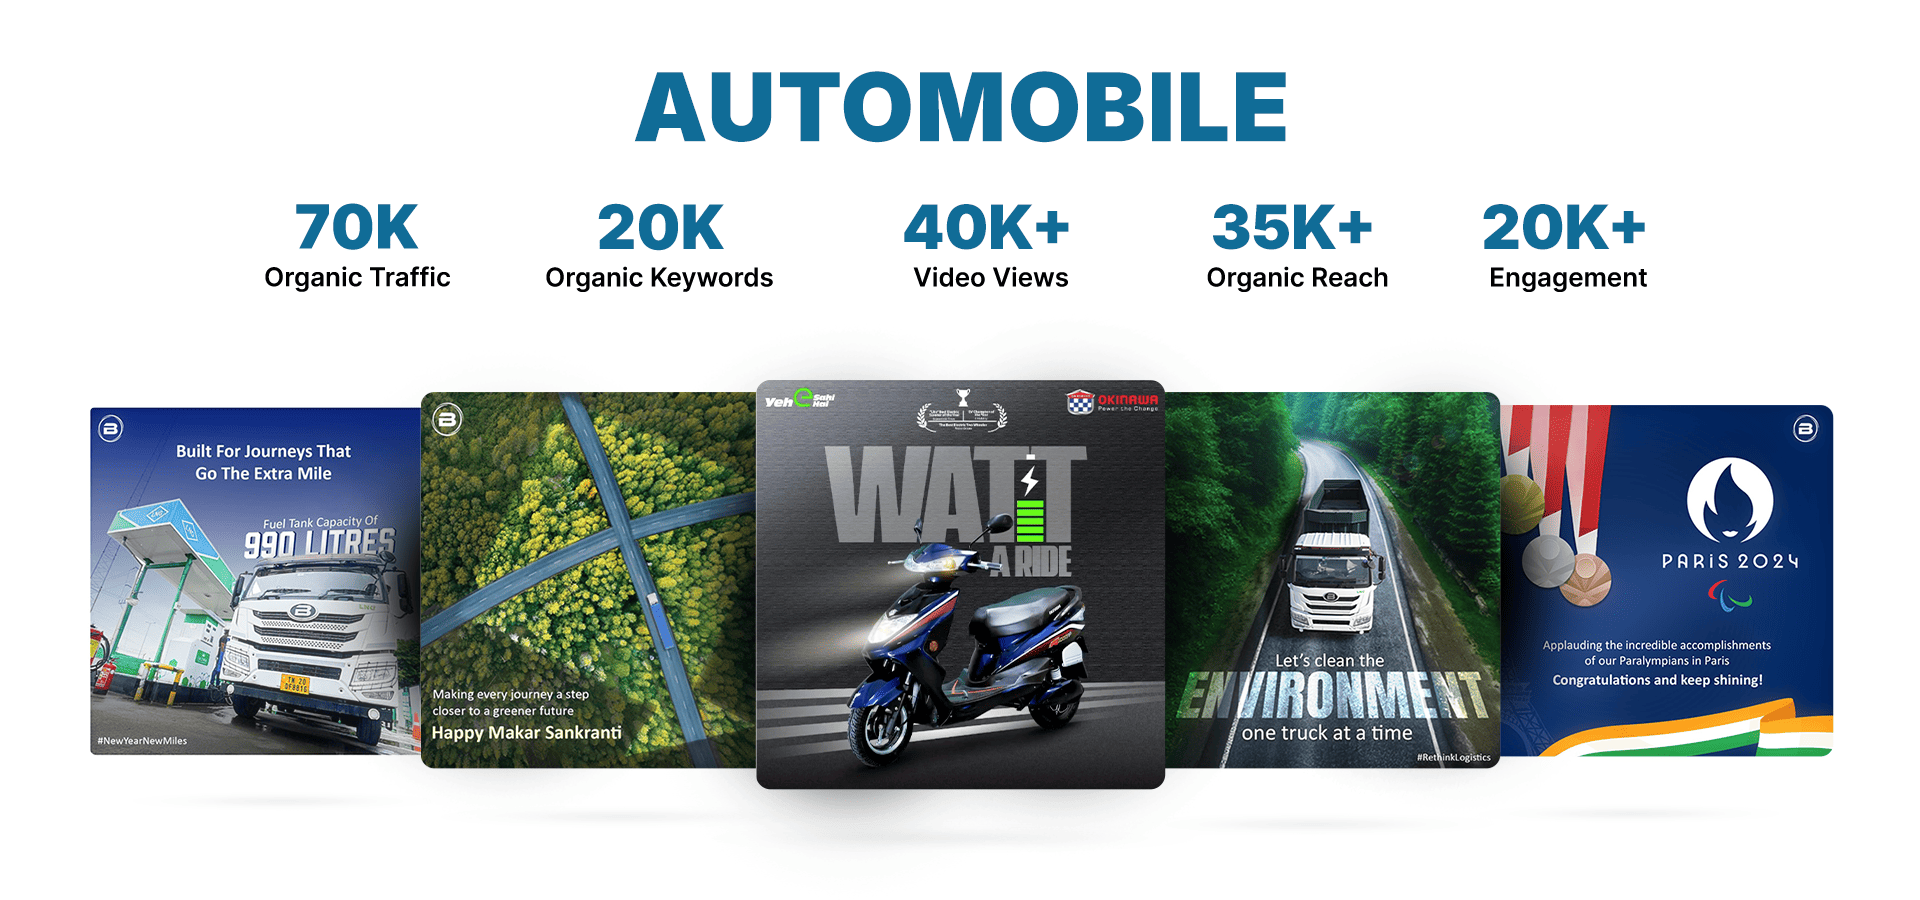 AUTOMOBILE
70K
Organic Traffic
20K
Organic Keywords
40K+
Video Views
35K+
Organic Reach
20K+
Engagement
B
Built For Journeys That
Go The Extra Mile
Fuel Tank Capacity Of
990 LITRES
LNG
B
TN 20
#NewYearNewMiles
B
Making every journey a step
closer to a greener future
Happy Makar Sankranti
Yeh e Sahi Hai
OKINAWA
Power the Change
WATT
A RIDE
Let's clean the
ENVIRONMENT
one truck at a time
#RethinkLogistics
B
PARIS 2024
Applauding the incredible accomplishments
of our Paralympians in Paris
Congratulations and keep shining!